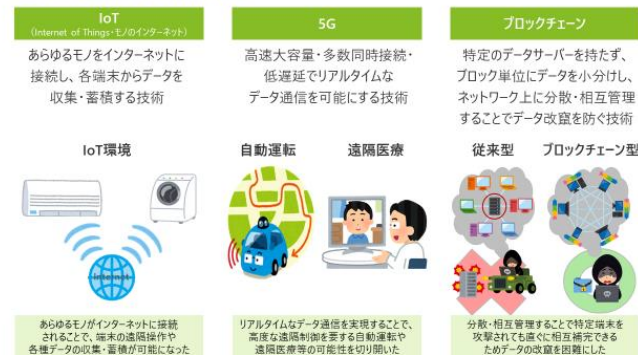 IoT
(Internet of Things・モノのインターネット)
あらゆるモノをインターネットに
接続し、各端末からデータを
収集・蓄積する技術
IoT環境
Internet
あらゆるモノがインターネットに接続
されることで、端末の遠隔操作や
各種データの収集・蓄積が可能になった
5G
高速大容量・多数同時接続・
低遅延でリアルタイムな
データ通信を可能にする技術
自動運転
遠隔医療
リアルタイムなデータ通信を実現することで、
高度な遠隔制御を要する自動運転や
遠隔医療等の可能性を切り開いた
ブロックチェーン
特定のデータサーバーを持たず、
ブロック単位にデータを小分けし、
ネットワーク上に分散・相互管理
することでデータ改竄を防ぐ技術
従来型
ブロックチェーン型
分散・相互管理することで特定端末を
攻撃されても直ぐに相互補完できる
ためデータの改竄を困難にした